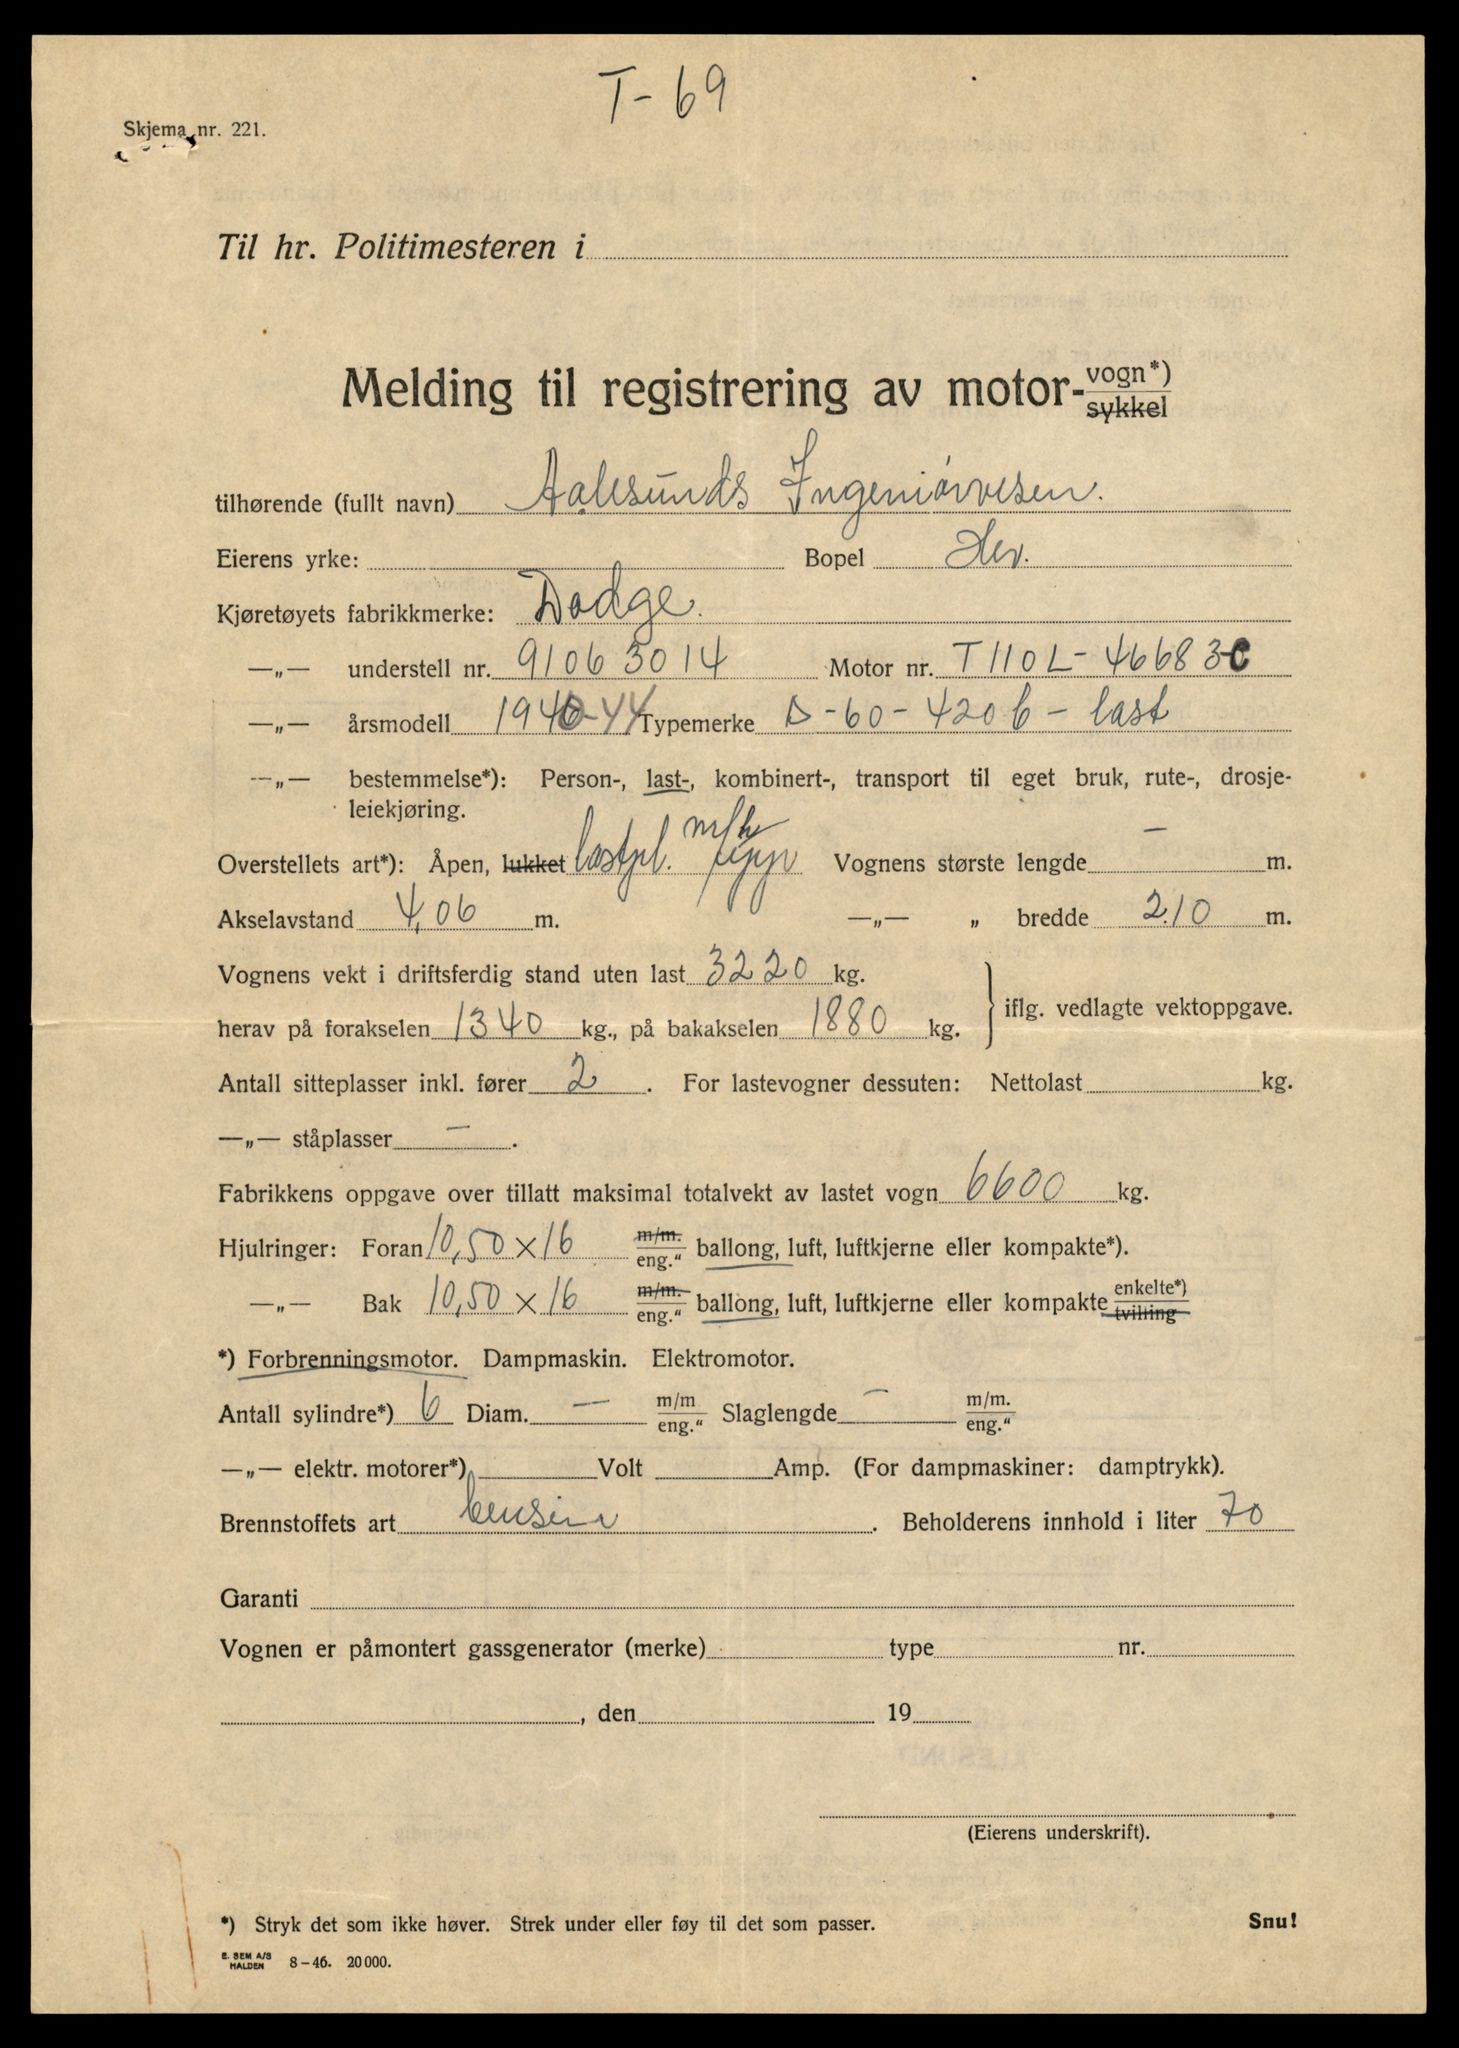 T-69
Skjema nr. 221.
Til hr. Politimesteren i
Melding til registrering av motor-vogn*) sykkel
tilhørende (fullt navn) Aalesunds Ingeniørvesen.
Eierens yrke: Bopel Her.
Kjøretøyets fabrikkmerke: Dodge.
—„— understell nr. 91063014 Motor nr. T110L-46683C
—„— årsmodell 1940-44 Typemerke D-60-420 b - last
—„— bestemmelse*): Person-, last-, kombinert-, transport til eget bruk, rute-, drosje-
leiekjøring.
Overstellets art*): Åpen, lukket lastpl. m/h tipp Vognens største lengde — m.
Akselavstand 4,06 m. —„— „ bredde 2.10 m.
Vognens vekt i driftsferdig stand uten last 3220 kg.
herav på forakselen 1340 kg., på bakakselen 1880 kg. iflg. vedlagte vektoppgave.
Antall sitteplasser inkl. fører 2. For lastevogner dessuten: Nettolast kg.
—„— ståplasser — .
Fabrikkens oppgave over tillatt maksimal totalvekt av lastet vogn 6600 kg.
Hjulringer: Foran 10,50 x 16 m/m. eng.“ ballong, luft, luftkjerne eller kompakte*).
—„— Bak 10,50 x 16 m/m. eng.“ ballong, luft, luftkjerne eller kompakte enkelte*) tvilling
*) Forbrenningsmotor. Dampmaskin. Elektromotor.
Antall sylindre*) 6 Diam. — m/m eng.“ Slaglengde — m/m. eng.“
—„— elektr. motorer*) Volt Amp. (For dampmaskiner: damptrykk).
Brennstoffets art bensin. Beholderens innhold i liter 70
Garanti
Vognen er påmontert gassgenerator (merke) type nr.
, den 19
(Eierens underskrift).
*) Stryk det som ikke høver. Strek under eller føy til det som passer. Snu!
E. SEM A/S
HALDEN 8-46. 20000.